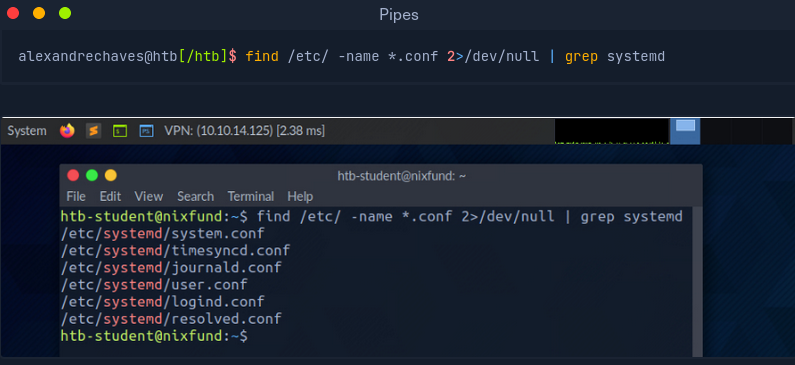 Pipes
alexandrechaves@htb[/htb]$ find /etc/ -name *.conf 2>/dev/null | grep systemd
System VPN: (10.10.14.125) [2.38 ms]
htb-student@nixfund: ~
File Edit View Search Terminal Help
htb-student@nixfund:~$ find /etc/ -name *.conf 2>/dev/null | grep systemd
/etc/systemd/system.conf
/etc/systemd/timesyncd.conf
/etc/systemd/journald.conf
/etc/systemd/user.conf
/etc/systemd/logind.conf
/etc/systemd/resolved.conf
htb-student@nixfund:~$